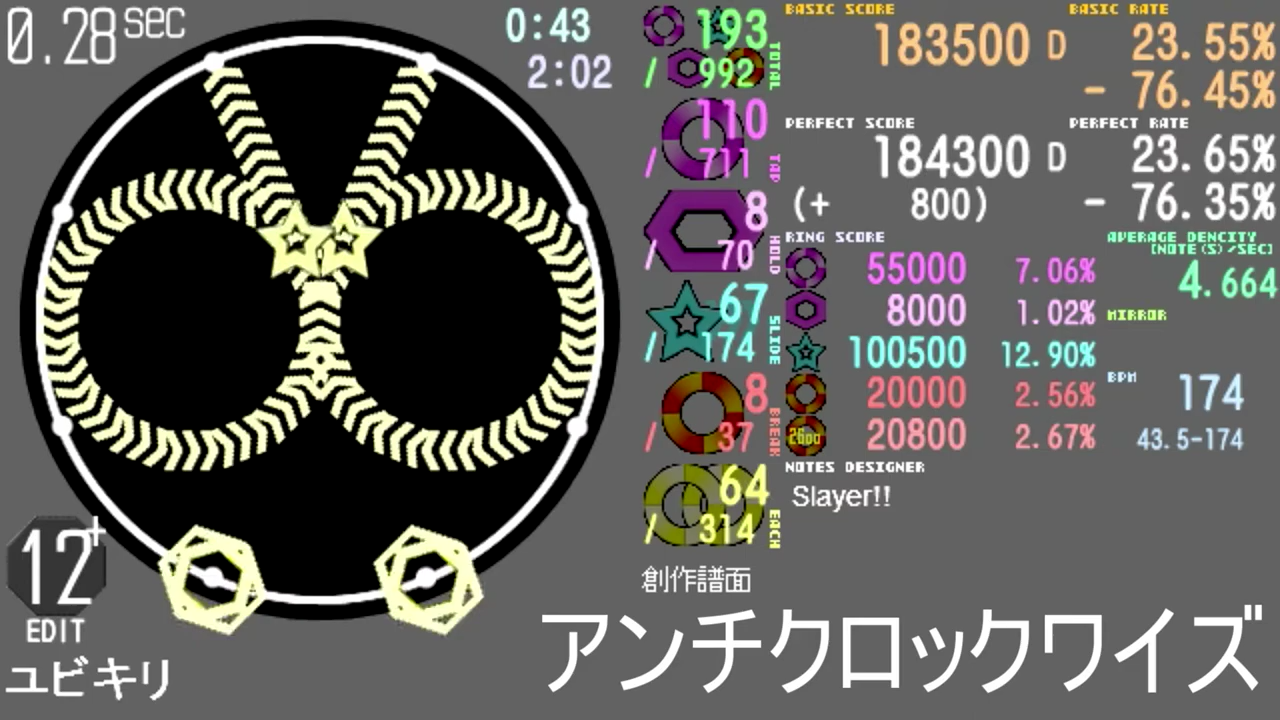 0.28 SEC
0:43
2:02
12+
EDIT
ユビキリ
193
/ 992
TOTAL
110
/ 711
TAP
8
/ 70
HOLD
67
/ 174
SLIDE
8
/ 37
BREAK
64
/ 314
EACH
創作譜面
BASIC SCORE
183500 D
BASIC RATE
23.55%
- 76.45%
PERFECT SCORE
184300 D
(+ 800)
PERFECT RATE
23.65%
- 76.35%
RING SCORE
55000 7.06%
8000 1.02%
100500 12.90%
20000 2.56%
2600 20800 2.67%
AVERAGE DENCITY
[NOTE(S)/SEC]
4.664
MIRROR
BPM
174
43.5-174
NOTES DESIGNER
Slayer!!
アンチクロックワイズ